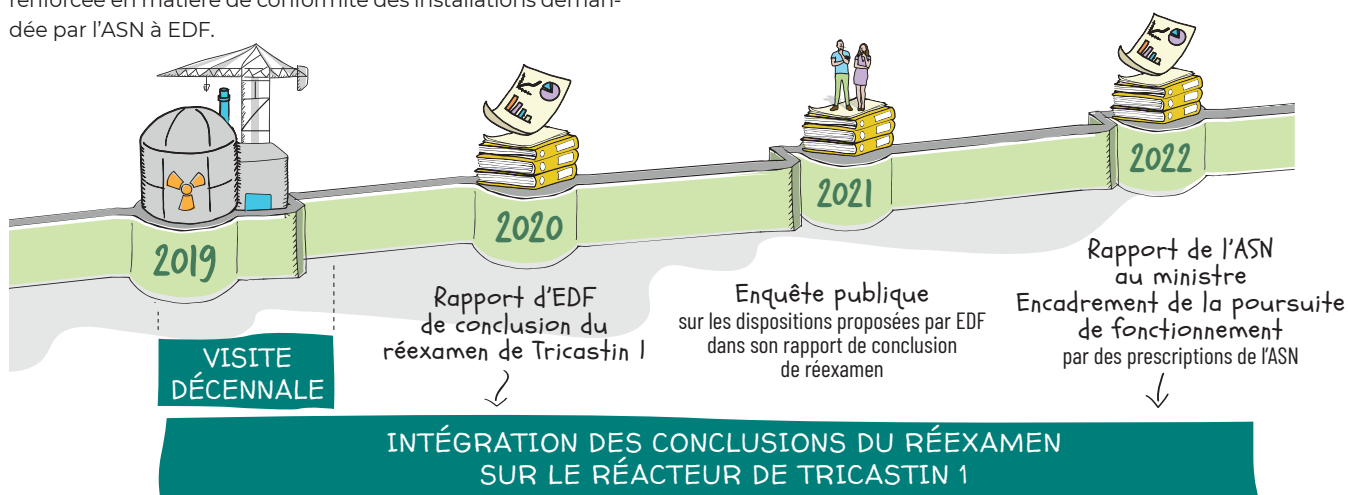 renforcée en matière de conformité des installations deman-
dée par l'ASN à EDF.
2019
2020
2021
2022
VISITE
DÉCENNALE
Rapport d'EDF
de conclusion du
réexamen de Tricastin 1
Enquête publique
sur les dispositions proposées par EDF
dans son rapport de conclusion
de réexamen
Rapport de l'ASN
au ministre
Encadrement de la poursuite
de fonctionnement
par des prescriptions de l'ASN
INTÉGRATION DES CONCLUSIONS DU RÉEXAMEN
SUR LE RÉACTEUR DE TRICASTIN 1